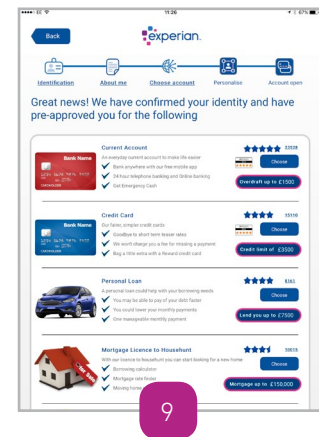 EE 11:26 67%
Back
experian.
Identification About me Choose account Personalise Account open
Great news! We have confirmed your identity and have
pre-approved you for the following
Current Account
An everyday current account to make life easier
Bank anywhere with our free mobile app
24 hour telephone banking and Online banking
Get Emergency Cash
Bank Name
CARDHOLDER
Choose
Overdraft up to £1500
Credit Card
Our fairer, simpler credit cards
Goodbye to short term teaser rates
We won't charge you a fee for missing a payment
Bag a little extra with a Reward credit card
Bank Name
CARDHOLDER
Choose
Credit limit of £3500
Personal Loan
A personal loan could help with your borrowing needs
You may be able to pay of your debts faster
You could lower your monthly payments
One manageable monthly payment
Choose
Lend you up to £7500
Mortgage Licence to Househunt
With our licence to househunt you can start looking for a new home
Borrowing calculator
Mortgage rate finder
Moving home
Choose
Mortgage up to £150,000
9